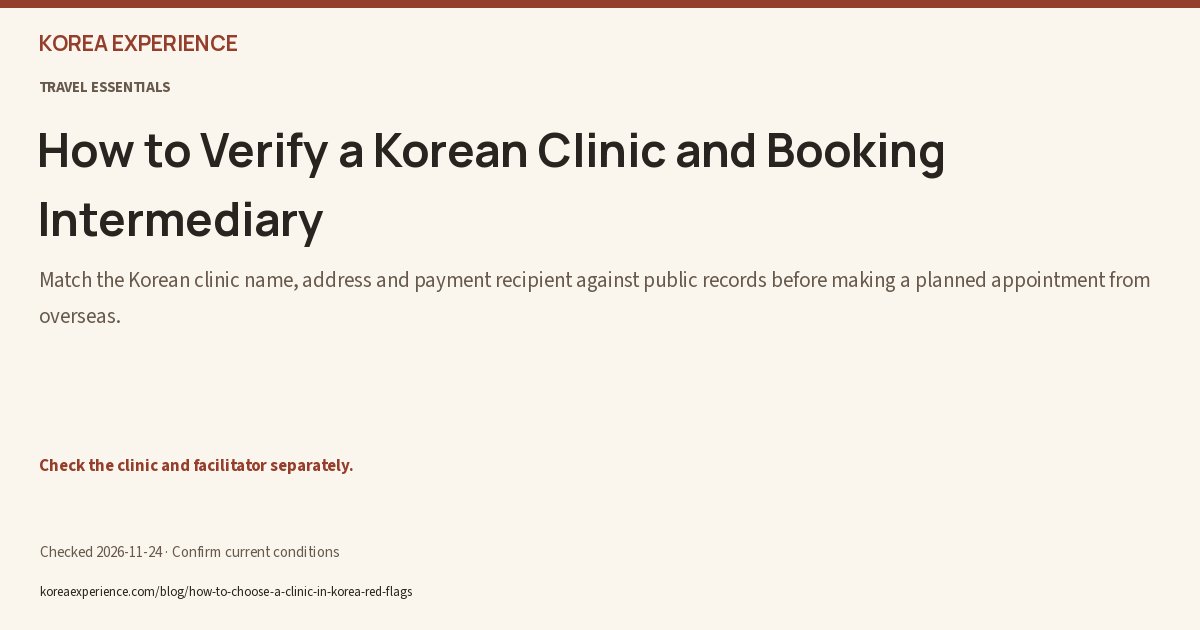 KOREA EXPERIENCE
TRAVEL ESSENTIALS
How to Verify a Korean Clinic and Booking
Intermediary
Match the Korean clinic name, address and payment recipient against public records before making a planned appointment from
overseas.
Check the clinic and facilitator separately.
Checked 2026-11-24 · Confirm current conditions
koreaexperience.com/blog/how-to-choose-a-clinic-in-korea-red-flags